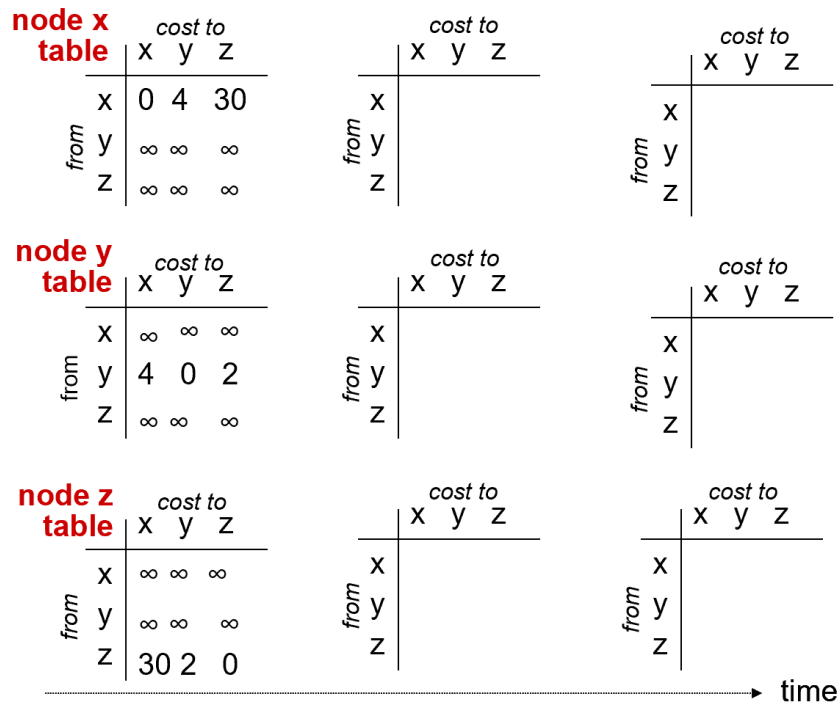 node x table
cost to
x y z
from
x 0 4 30
y ∞ ∞ ∞
z ∞ ∞ ∞
cost to
x y z
from
x
y
z
cost to
x y z
from
x
y
z
node y table
cost to
x y z
from
x ∞ ∞ ∞
y 4 0 2
z ∞ ∞ ∞
cost to
x y z
from
x
y
z
cost to
x y z
from
x
y
z
node z table
cost to
x y z
from
x ∞ ∞ ∞
y ∞ ∞ ∞
z 30 2 0
cost to
x y z
from
x
y
z
cost to
x y z
from
x
y
z
time